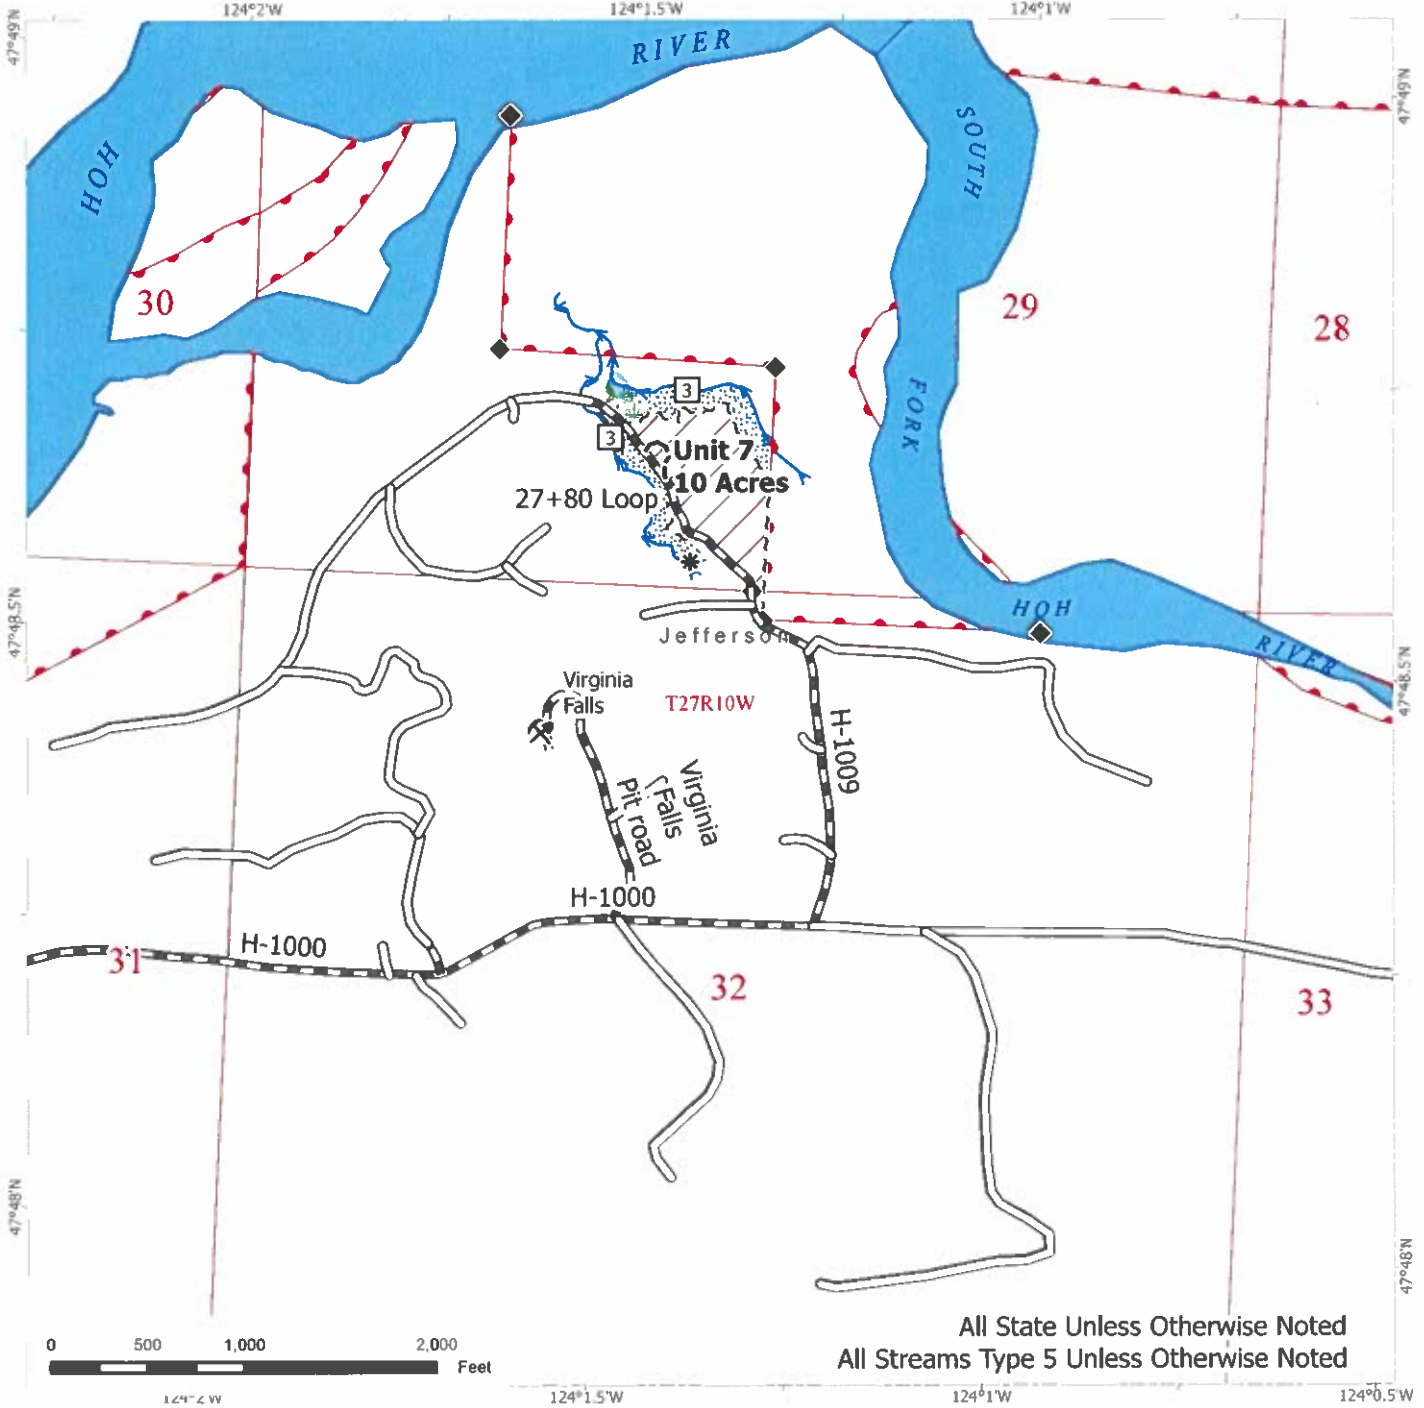 124°2'W
124°1.5'W
124°1'W
47°49'N
47°49'N
RIVER
HOH
SOUTH
30
29
28
FORK
3
3
Unit 7
10 Acres
27+80 Loop
HOH
RIVER
47°48.5'N
47°48.5'N
Jefferson
Virginia
Falls
T27R10W
H-1009
Virginia
Falls
Pit road
H-1000
H-1000
31
32
33
47°48'N
47°48'N
All State Unless Otherwise Noted
All Streams Type 5 Unless Otherwise Noted
0 500 1,000 2,000
Feet
124°2'W
124°1.5'W
124°1'W
124°0.5'W